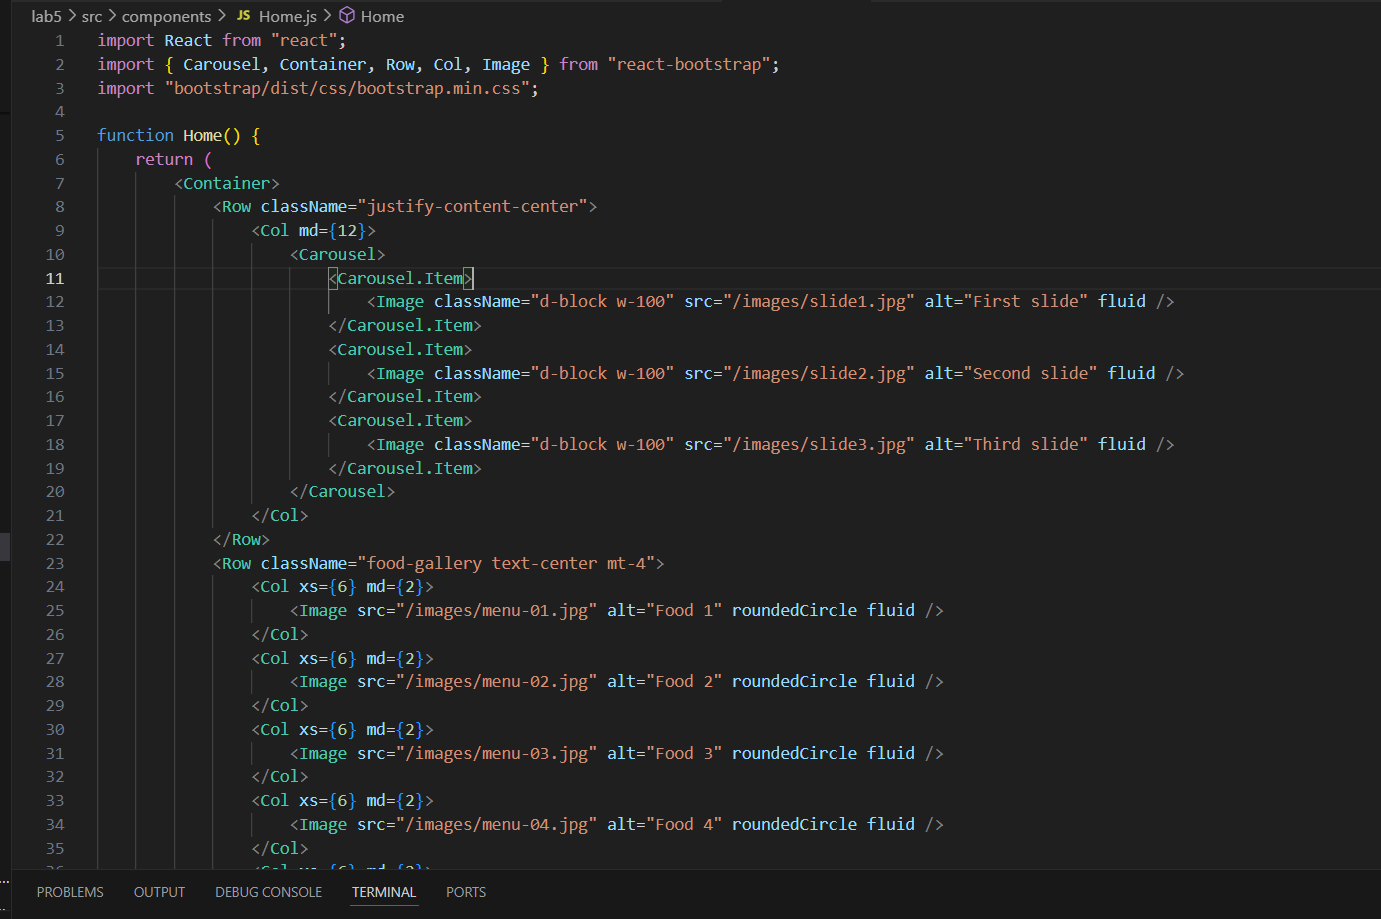 lab5 > src > components > JS Home.js > Home
1 import React from "react";
2 import { Carousel, Container, Row, Col, Image } from "react-bootstrap";
3 import "bootstrap/dist/css/bootstrap.min.css";
4
5 function Home() {
6 return (
7 <Container>
8 <Row className="justify-content-center">
9 <Col md={12}>
10 <Carousel>
11 <Carousel.Item>
12 <Image className="d-block w-100" src="/images/slide1.jpg" alt="First slide" fluid />
13 </Carousel.Item>
14 <Carousel.Item>
15 <Image className="d-block w-100" src="/images/slide2.jpg" alt="Second slide" fluid />
16 </Carousel.Item>
17 <Carousel.Item>
18 <Image className="d-block w-100" src="/images/slide3.jpg" alt="Third slide" fluid />
19 </Carousel.Item>
20 </Carousel>
21 </Col>
22 </Row>
23 <Row className="food-gallery text-center mt-4">
24 <Col xs={6} md={2}>
25 <Image src="/images/menu-01.jpg" alt="Food 1" roundedCircle fluid />
26 </Col>
27 <Col xs={6} md={2}>
28 <Image src="/images/menu-02.jpg" alt="Food 2" roundedCircle fluid />
29 </Col>
30 <Col xs={6} md={2}>
31 <Image src="/images/menu-03.jpg" alt="Food 3" roundedCircle fluid />
32 </Col>
33 <Col xs={6} md={2}>
34 <Image src="/images/menu-04.jpg" alt="Food 4" roundedCircle fluid />
35 </Col>
PROBLEMS OUTPUT DEBUG CONSOLE TERMINAL PORTS